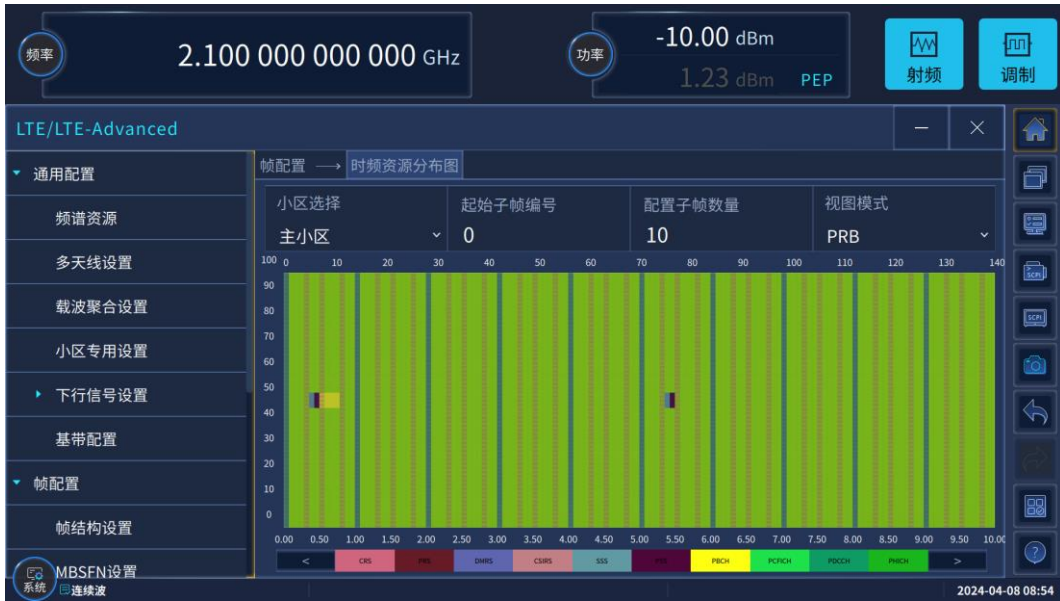 频率
2.100 000 000 000 GHz
功率
-10.00 dBm
1.23 dBm PEP
射频
调制
LTE/LTE-Advanced
通用配置
频谱资源
多天线设置
载波聚合设置
小区专用设置
下行信号设置
基带配置
帧配置
帧结构设置
MBSFN设置
帧配置 → 时频资源分布图
小区选择
主小区
起始子帧编号
0
配置子帧数量
10
视图模式
PRB
0 10 20 30 40 50 60 70 80 90 100 110 120 130 140
100
90
80
70
60
50
40
30
20
10
0
0.00 0.50 1.00 1.50 2.00 2.50 3.00 3.50 4.00 4.50 5.00 5.50 6.00 6.50 7.00 7.50 8.00 8.50 9.00 9.50 10.00
< CRS PRS DMRS CSIRS SSS PSS PBCH PCFICH PDCCH PHICH >
SCPI
SCPI
系统
连续波
2024-04-08 08:54